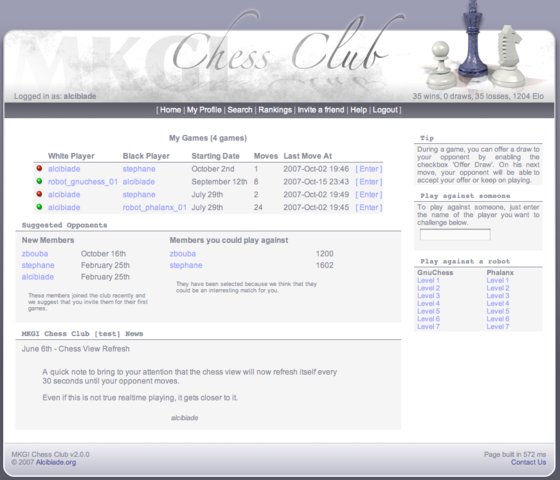 MKGI
Chess Club
Logged in as: alcibiade
35 wins, 0 draws, 35 losses, 1204 Elo
[ Home | My Profile | Search | Rankings | Invite a friend | Help | Logout ]
My Games (4 games)
White Player Black Player Starting Date Moves Last Move At
alcibiade stephane October 2nd 1 2007-Oct-02 19:46 [ Enter ]
robot_gnuchess_01 alcibiade September 12th 8 2007-Oct-15 23:43 [ Enter ]
alcibiade stephane July 29th 2 2007-Oct-02 19:49 [ Enter ]
alcibiade robot_phalanx_01 July 29th 24 2007-Oct-02 19:45 [ Enter ]
Suggested Opponents
New Members
zbouba October 16th
stephane February 25th
alcibiade February 25th
These members joined the club recently and
we suggest that you invite them for their first
games.
Members you could play against
zbouba 1200
stephane 1602
They have been selected because we think that they
could be an interresting match for you.
MKGI Chess Club [test] News
June 6th - Chess View Refresh
A quick note to bring to your attention that the chess view will now refresh itself every
30 seconds until your opponent moves.
Even if this is not true realtime playing, it gets closer to it.
alcibiade
Tip
During a game, you can offer a draw to
your opponent by enabling the
checkbox 'Offer Draw'. On his next
move, your opponent will be able to
accept your offer or keep on playing.
Play against someone
To play against someone, just enter
the name of the player you want to
challenge below.
Play against a robot
GnuChess Phalanx
Level 1 Level 1
Level 2 Level 2
Level 3 Level 3
Level 4 Level 4
Level 5 Level 5
Level 6 Level 6
Level 7 Level 7
MKGI Chess Club v2.0.0
© 2007 Alcibiade.org
Page built in 572 ms
Contact Us